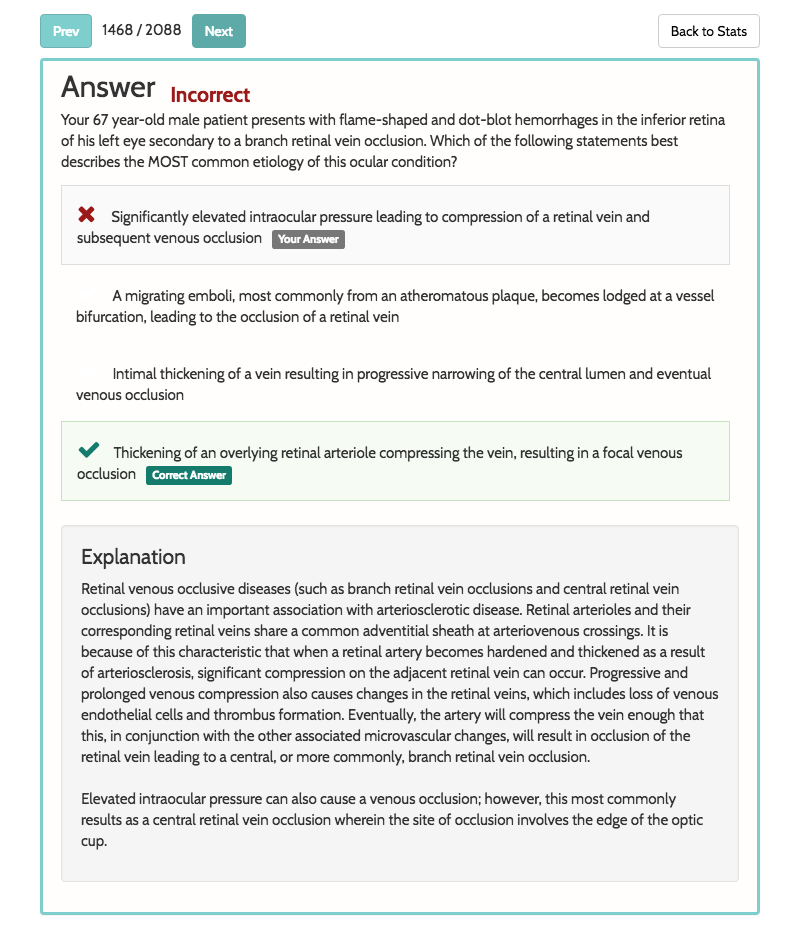 Prev 1468 / 2088 Next Back to Stats
Answer Incorrect
Your 67 year-old male patient presents with flame-shaped and dot-blot hemorrhages in the inferior retina
of his left eye secondary to a branch retinal vein occlusion. Which of the following statements best
describes the MOST common etiology of this ocular condition?
Significantly elevated intraocular pressure leading to compression of a retinal vein and
subsequent venous occlusion Your Answer
A migrating emboli, most commonly from an atheromatous plaque, becomes lodged at a vessel
bifurcation, leading to the occlusion of a retinal vein
Intimal thickening of a vein resulting in progressive narrowing of the central lumen and eventual
venous occlusion
Thickening of an overlying retinal arteriole compressing the vein, resulting in a focal venous
occlusion Correct Answer
Explanation
Retinal venous occlusive diseases (such as branch retinal vein occlusions and central retinal vein
occlusions) have an important association with arteriosclerotic disease. Retinal arterioles and their
corresponding retinal veins share a common adventitial sheath at arteriovenous crossings. It is
because of this characteristic that when a retinal artery becomes hardened and thickened as a result
of arteriosclerosis, significant compression on the adjacent retinal vein can occur. Progressive and
prolonged venous compression also causes changes in the retinal veins, which includes loss of venous
endothelial cells and thrombus formation. Eventually, the artery will compress the vein enough that
this, in conjunction with the other associated microvascular changes, will result in occlusion of the
retinal vein leading to a central, or more commonly, branch retinal vein occlusion.
Elevated intraocular pressure can also cause a venous occlusion; however, this most commonly
results as a central retinal vein occlusion wherein the site of occlusion involves the edge of the optic
cup.